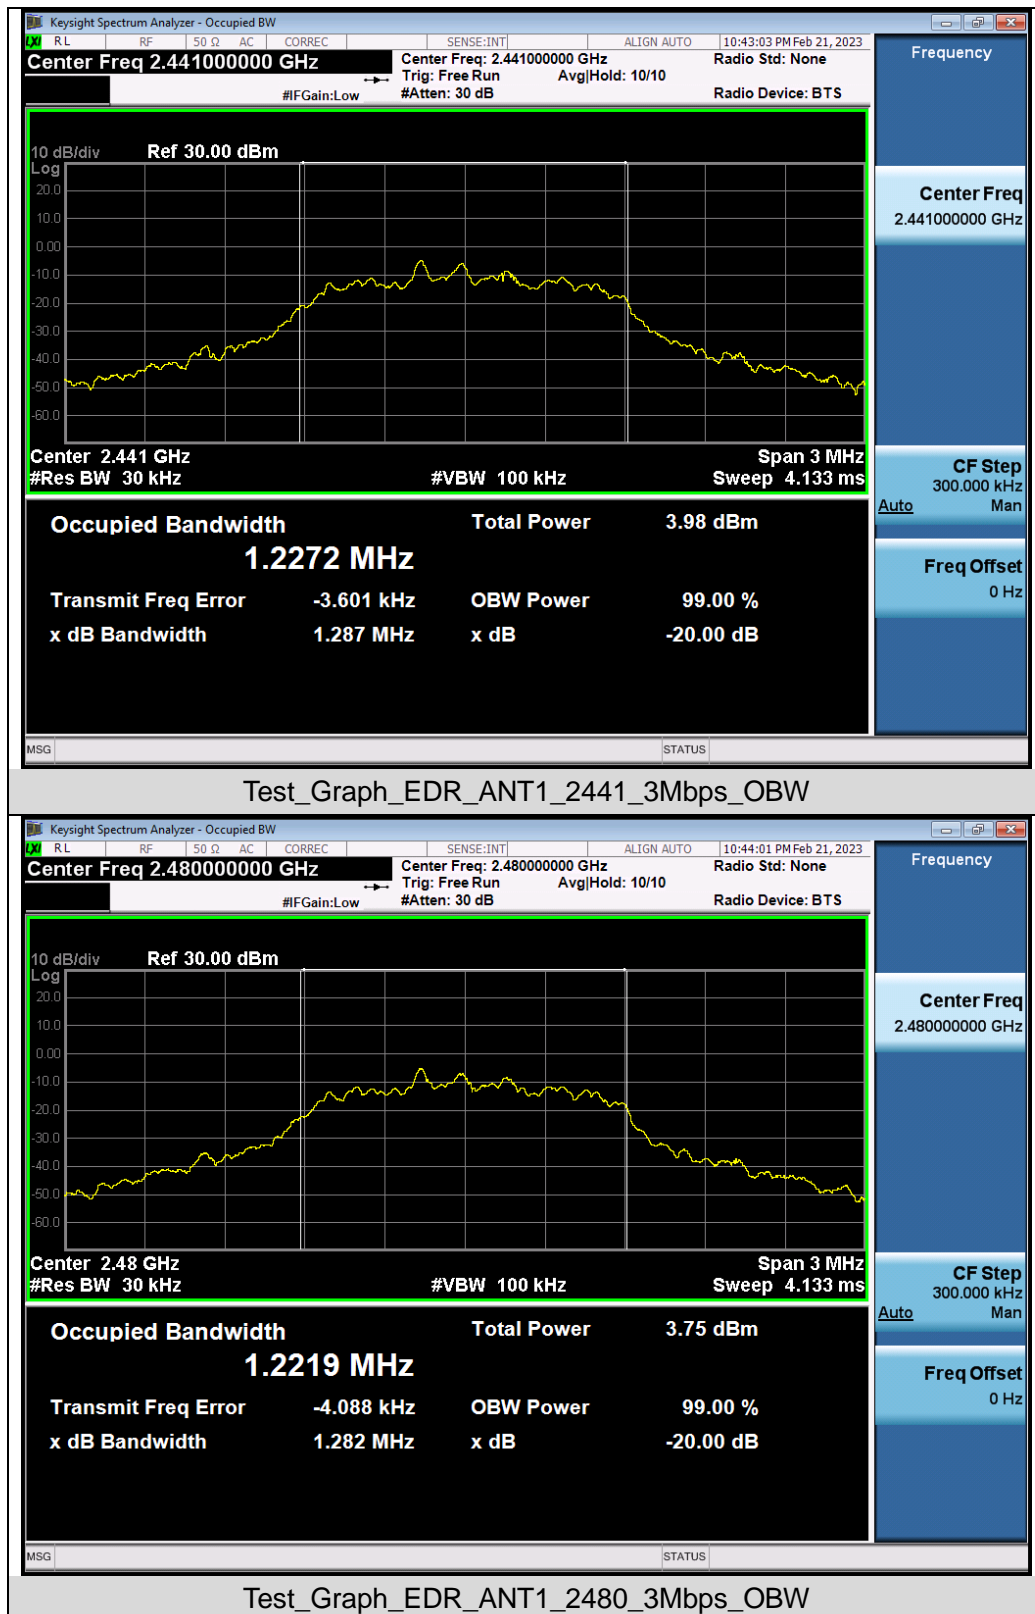 Keysight Spectrum Analyzer - Occupied BW
LXI RL RF 50 Ω AC CORREC SENSE:INT ALIGN AUTO 10:43:03 PM Feb 21, 2023
Center Freq 2.441000000 GHz
Center Freq: 2.441000000 GHz Radio Std: None
Trig: Free Run Avg|Hold: 10/10
#IFGain:Low #Atten: 30 dB Radio Device: BTS
Frequency
10 dB/div Ref 30.00 dBm
Log
20.0
10.0
0.00
-10.0
-20.0
-30.0
-40.0
-50.0
-60.0
Center 2.441 GHz Span 3 MHz
#Res BW 30 kHz #VBW 100 kHz Sweep 4.133 ms
Center Freq
2.441000000 GHz
CF Step
300.000 kHz
Auto Man
Freq Offset
0 Hz
Occupied Bandwidth Total Power 3.98 dBm
1.2272 MHz
Transmit Freq Error -3.601 kHz OBW Power 99.00 %
x dB Bandwidth 1.287 MHz x dB -20.00 dB
MSG STATUS
Test_Graph_EDR_ANT1_2441_3Mbps_OBW
Keysight Spectrum Analyzer - Occupied BW
LXI RL RF 50 Ω AC CORREC SENSE:INT ALIGN AUTO 10:44:01 PM Feb 21, 2023
Center Freq 2.480000000 GHz
Center Freq: 2.480000000 GHz Radio Std: None
Trig: Free Run Avg|Hold: 10/10
#IFGain:Low #Atten: 30 dB Radio Device: BTS
Frequency
10 dB/div Ref 30.00 dBm
Log
20.0
10.0
0.00
-10.0
-20.0
-30.0
-40.0
-50.0
-60.0
Center 2.48 GHz Span 3 MHz
#Res BW 30 kHz #VBW 100 kHz Sweep 4.133 ms
Center Freq
2.480000000 GHz
CF Step
300.000 kHz
Auto Man
Freq Offset
0 Hz
Occupied Bandwidth Total Power 3.75 dBm
1.2219 MHz
Transmit Freq Error -4.088 kHz OBW Power 99.00 %
x dB Bandwidth 1.282 MHz x dB -20.00 dB
MSG STATUS
Test_Graph_EDR_ANT1_2480_3Mbps_OBW